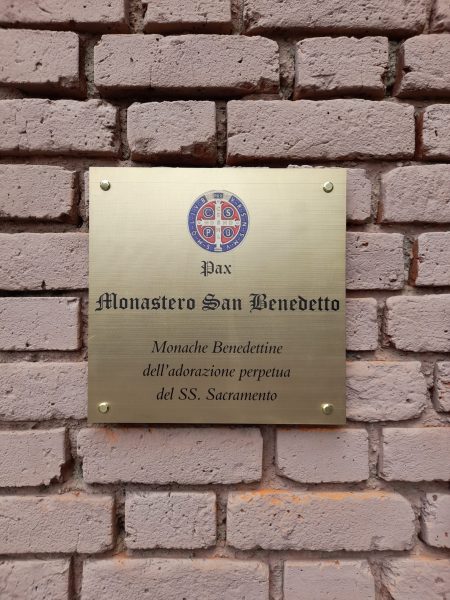 Pax
Monastero San Benedetto
Monache Benedettine
dell'adorazione perpetua
del SS. Sacramento